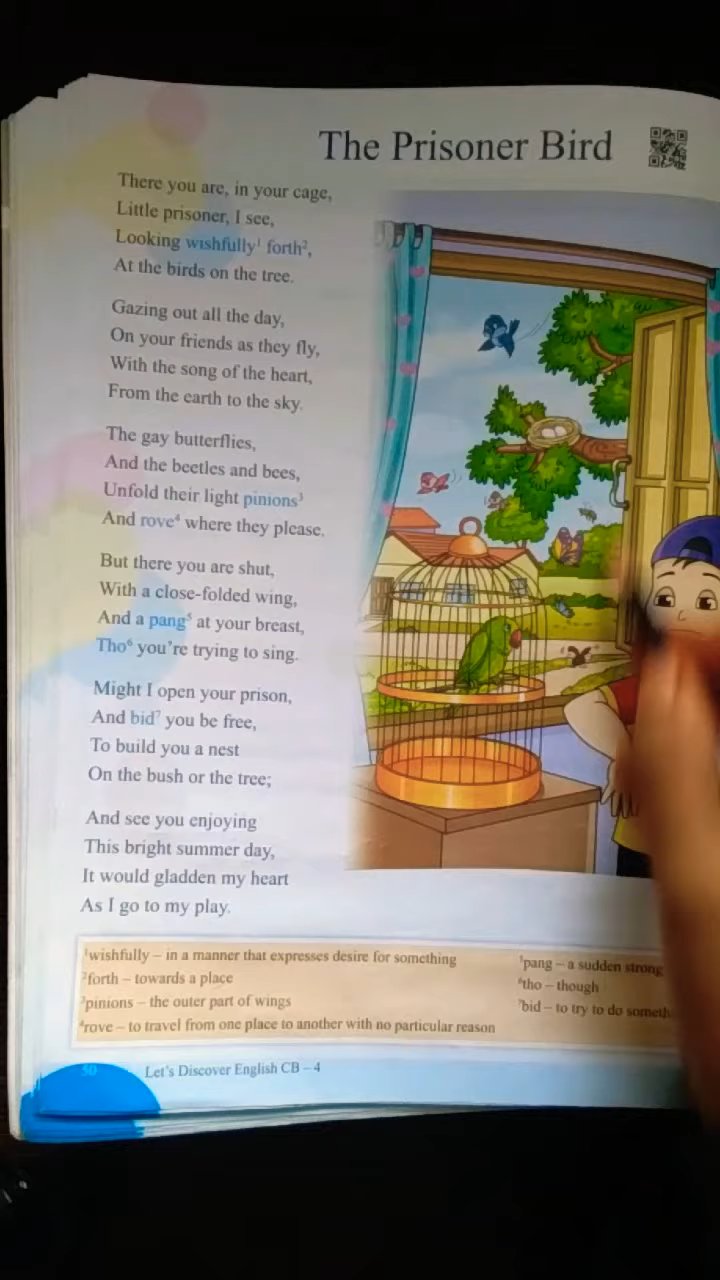 The Prisoner Bird
There you are, in your cage,
Little prisoner, I see,
Looking wishfully¹ forth²,
At the birds on the tree.
Gazing out all the day,
On your friends as they fly,
With the song of the heart,
From the earth to the sky.
The gay butterflies,
And the beetles and bees,
Unfold their light pinions³
And rove⁴ where they please.
But there you are shut,
With a close-folded wing,
And a pang⁵ at your breast,
Tho⁶ you're trying to sing.
Might I open your prison,
And bid⁷ you be free,
To build you a nest
On the bush or the tree;
And see you enjoying
This bright summer day,
It would gladden my heart
As I go to my play.
¹wishfully – in a manner that expresses desire for something
²forth – towards a place
³pinions – the outer part of wings
⁴rove – to travel from one place to another with no particular reason
⁵pang – a sudden strong
⁶tho – though
⁷bid – to try to do
50
Let's Discover English CB – 4